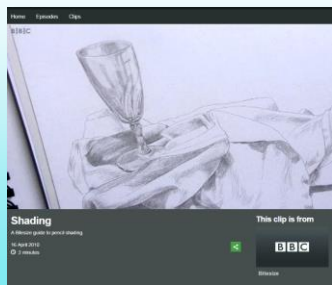 Home Episodes Clips
BBC
Shading
A Bitesize guide to pencil shading
15 April 2010
2 minutes
This clip is from
BBC
Bitesize